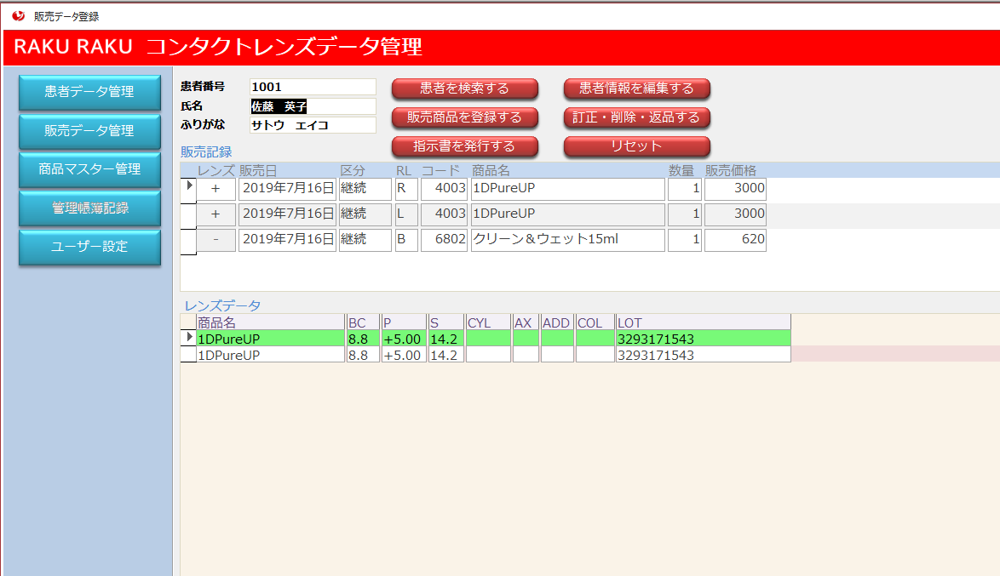 販売データ登録
RAKU RAKU コンタクトレンズデータ管理
患者データ管理
販売データ管理
商品マスター管理
管理帳簿記録
ユーザー設定
患者番号 1001
氏名 佐藤 英子
ふりがな サトウ エイコ
患者を検索する 患者情報を編集する
販売商品を登録する 訂正・削除・返品する
指示書を発行する リセット
販売記録
レンズ 販売日 区分 RL コード 商品名 数量 販売価格
+ 2019年7月16日 継続 R 4003 1DPureUP 1 3000
+ 2019年7月16日 継続 L 4003 1DPureUP 1 3000
- 2019年7月16日 継続 B 6802 クリーン&ウェット15ml 1 620
レンズデータ
商品名 BC P S CYL AX ADD COL LOT
1DPureUP 8.8 +5.00 14.2 3293171543
1DPureUP 8.8 +5.00 14.2 3293171543